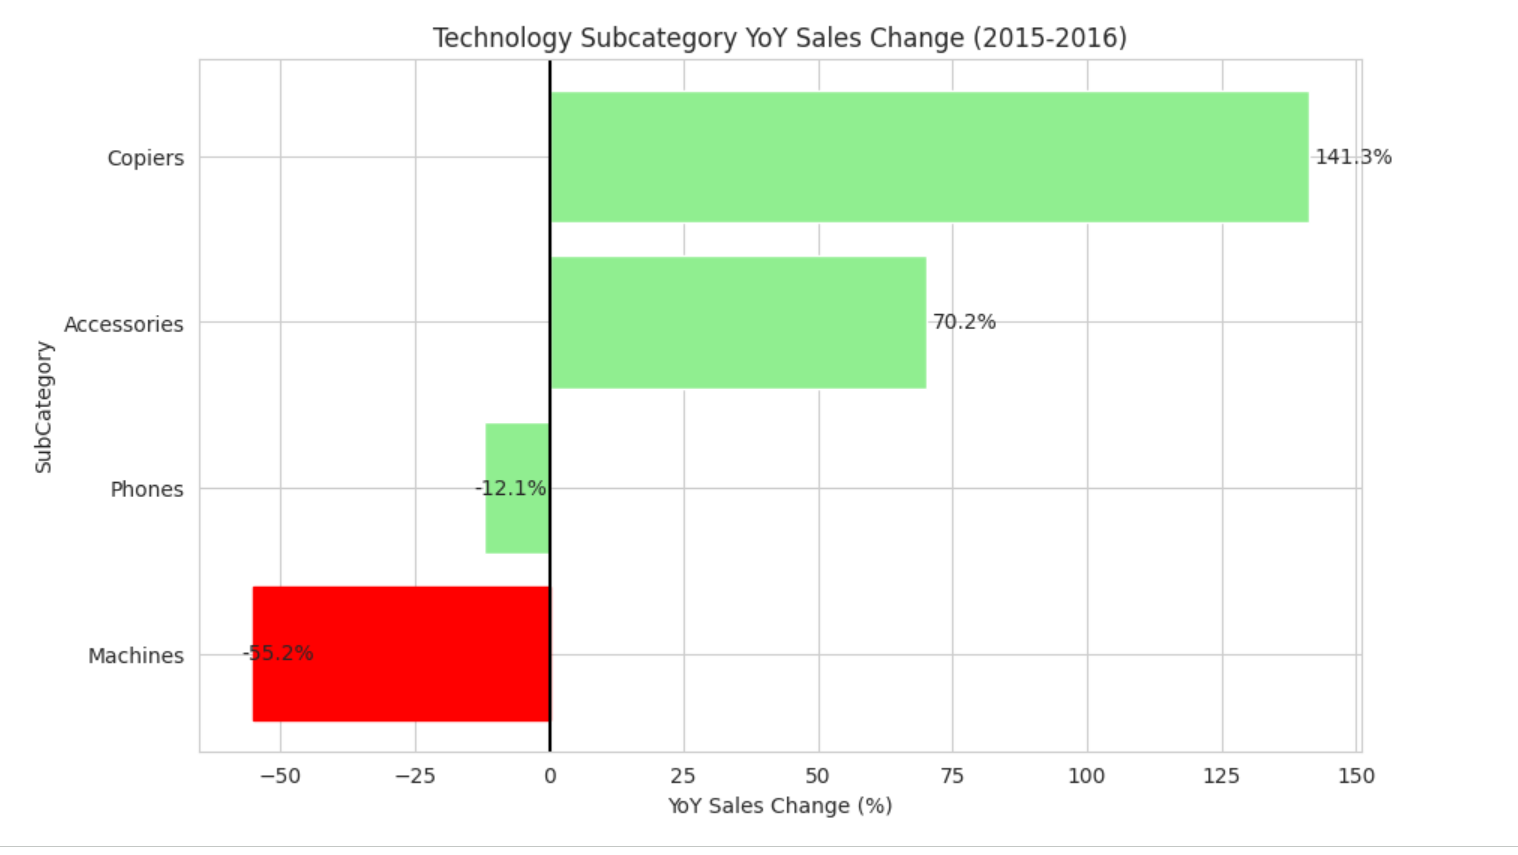 Technology Subcategory YoY Sales Change (2015-2016)
Copiers
141.3%
Accessories
70.2%
SubCategory
Phones
-12.1%
Machines
-55.2%
−50
−25
0
25
50
75
100
125
150
YoY Sales Change (%)